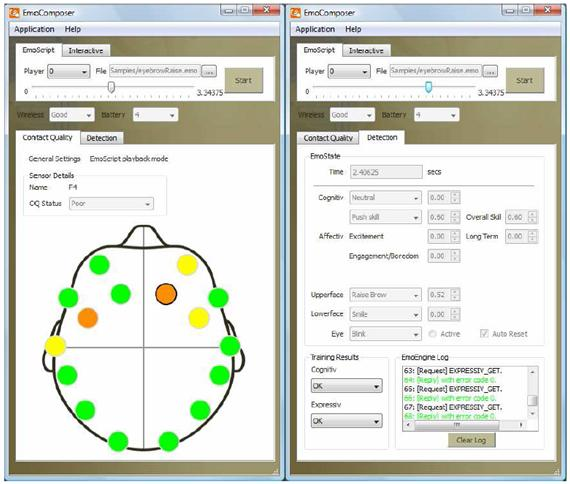 EmoComposer
Application Help
EmoScript Interactive
Player 0 File Samples/eyebrowRaise.emo ... Start
0 3.34375
Wireless Good Battery 4
Contact Quality Detection
General Settings EmoScript playback mode
Sensor Details
Name F4
CQ Status Poor
EmoComposer
Application Help
EmoScript Interactive
Player 0 File Samples/eyebrowRaise.emo ... Start
0 3.34375
Wireless Good Battery 4
Contact Quality Detection
EmoState
Time 2.40625 secs
Cognitiv Neutral 0.00
Push skill 0.60 Overall Skill 0.60
Affectiv Excitement 0.00 Long Term 0.00
Engagement/Boredom 0.00
Upperface Raise Brow 0.52
Lowerface Smile 0.00
Eye Blink Active Auto Reset
Training Results
Cognitiv
OK
Expressiv
OK
EmoEngine Log
63: [Request] EXPRESSIV_GET.
64: [Reply] with error code 0.
65: [Request] EXPRESSIV_GET.
66: [Reply] with error code 0.
67: [Request] EXPRESSIV_GET.
68: [Reply] with error code 0.
Clear Log